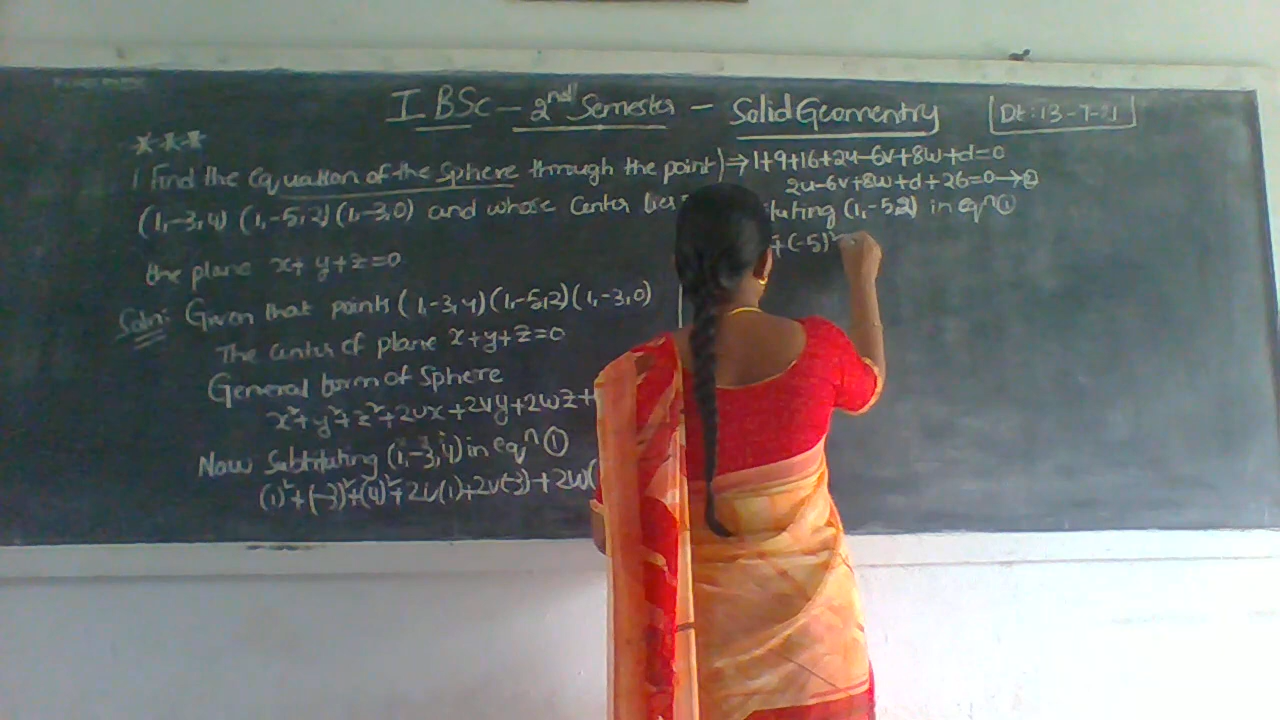 I BSc - 2nd Semester - Solid Geomentry
Dt: 13-7-21
***
1 Find the equation of the sphere through the point
(1,-3,4) (1,-5,2) (1,-3,0) and whose center lies
the plane x+y+z=0
Soln: Given that points (1,-3,4) (1,-5,2) (1,-3,0)
The center of plane x+y+z=0
General form of Sphere
x²+y²+z²+2ux+2vy+2wz+
Now Substituting (1,-3,4) in eqn ①
(1)²+(-3)²+(4)²+2u(1)+2v(-3)+2w(
⇒ 1+9+16+2u-6v+8w+d=0
2u-6v+8w+d+26=0 → ②
(1,-5,2) in eqn ①
+(-5)²